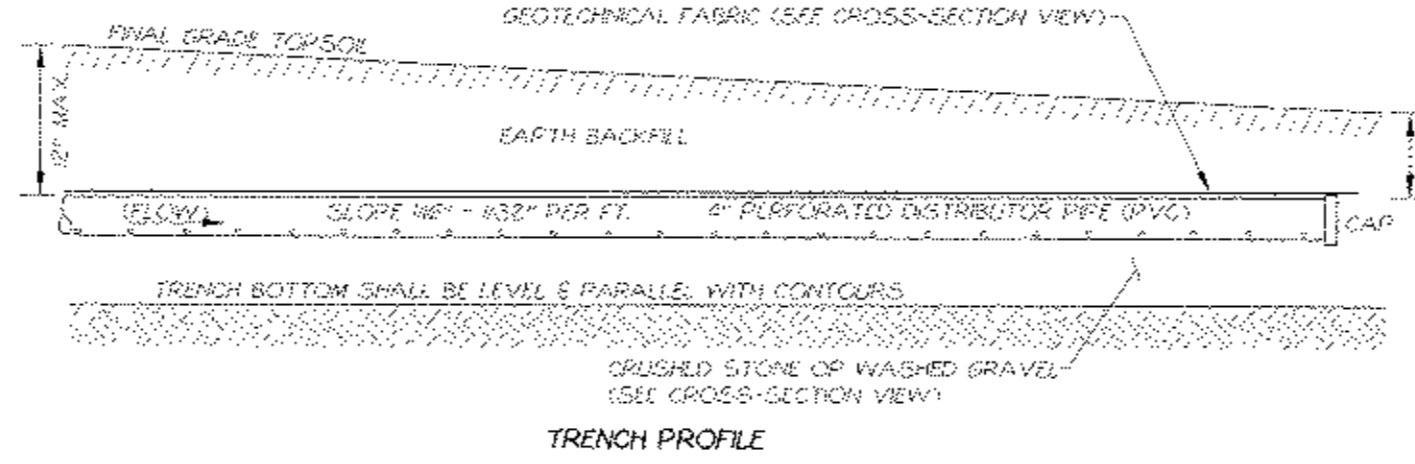 GEOTECHNICAL FABRIC (SEE CROSS-SECTION VIEW)
FINAL GRADE TOPSOIL
12" MAX.
EARTH BACKFILL
(FLOW)
SLOPE 1/16" - 1/32" PER FT.
4" PERFORATED DISTRIBUTOR PIPE (PVC)
CAP
TRENCH BOTTOM SHALL BE LEVEL & PARALLEL WITH CONTOURS
CRUSHED STONE OR WASHED GRAVEL
(SEE CROSS-SECTION VIEW)
TRENCH PROFILE